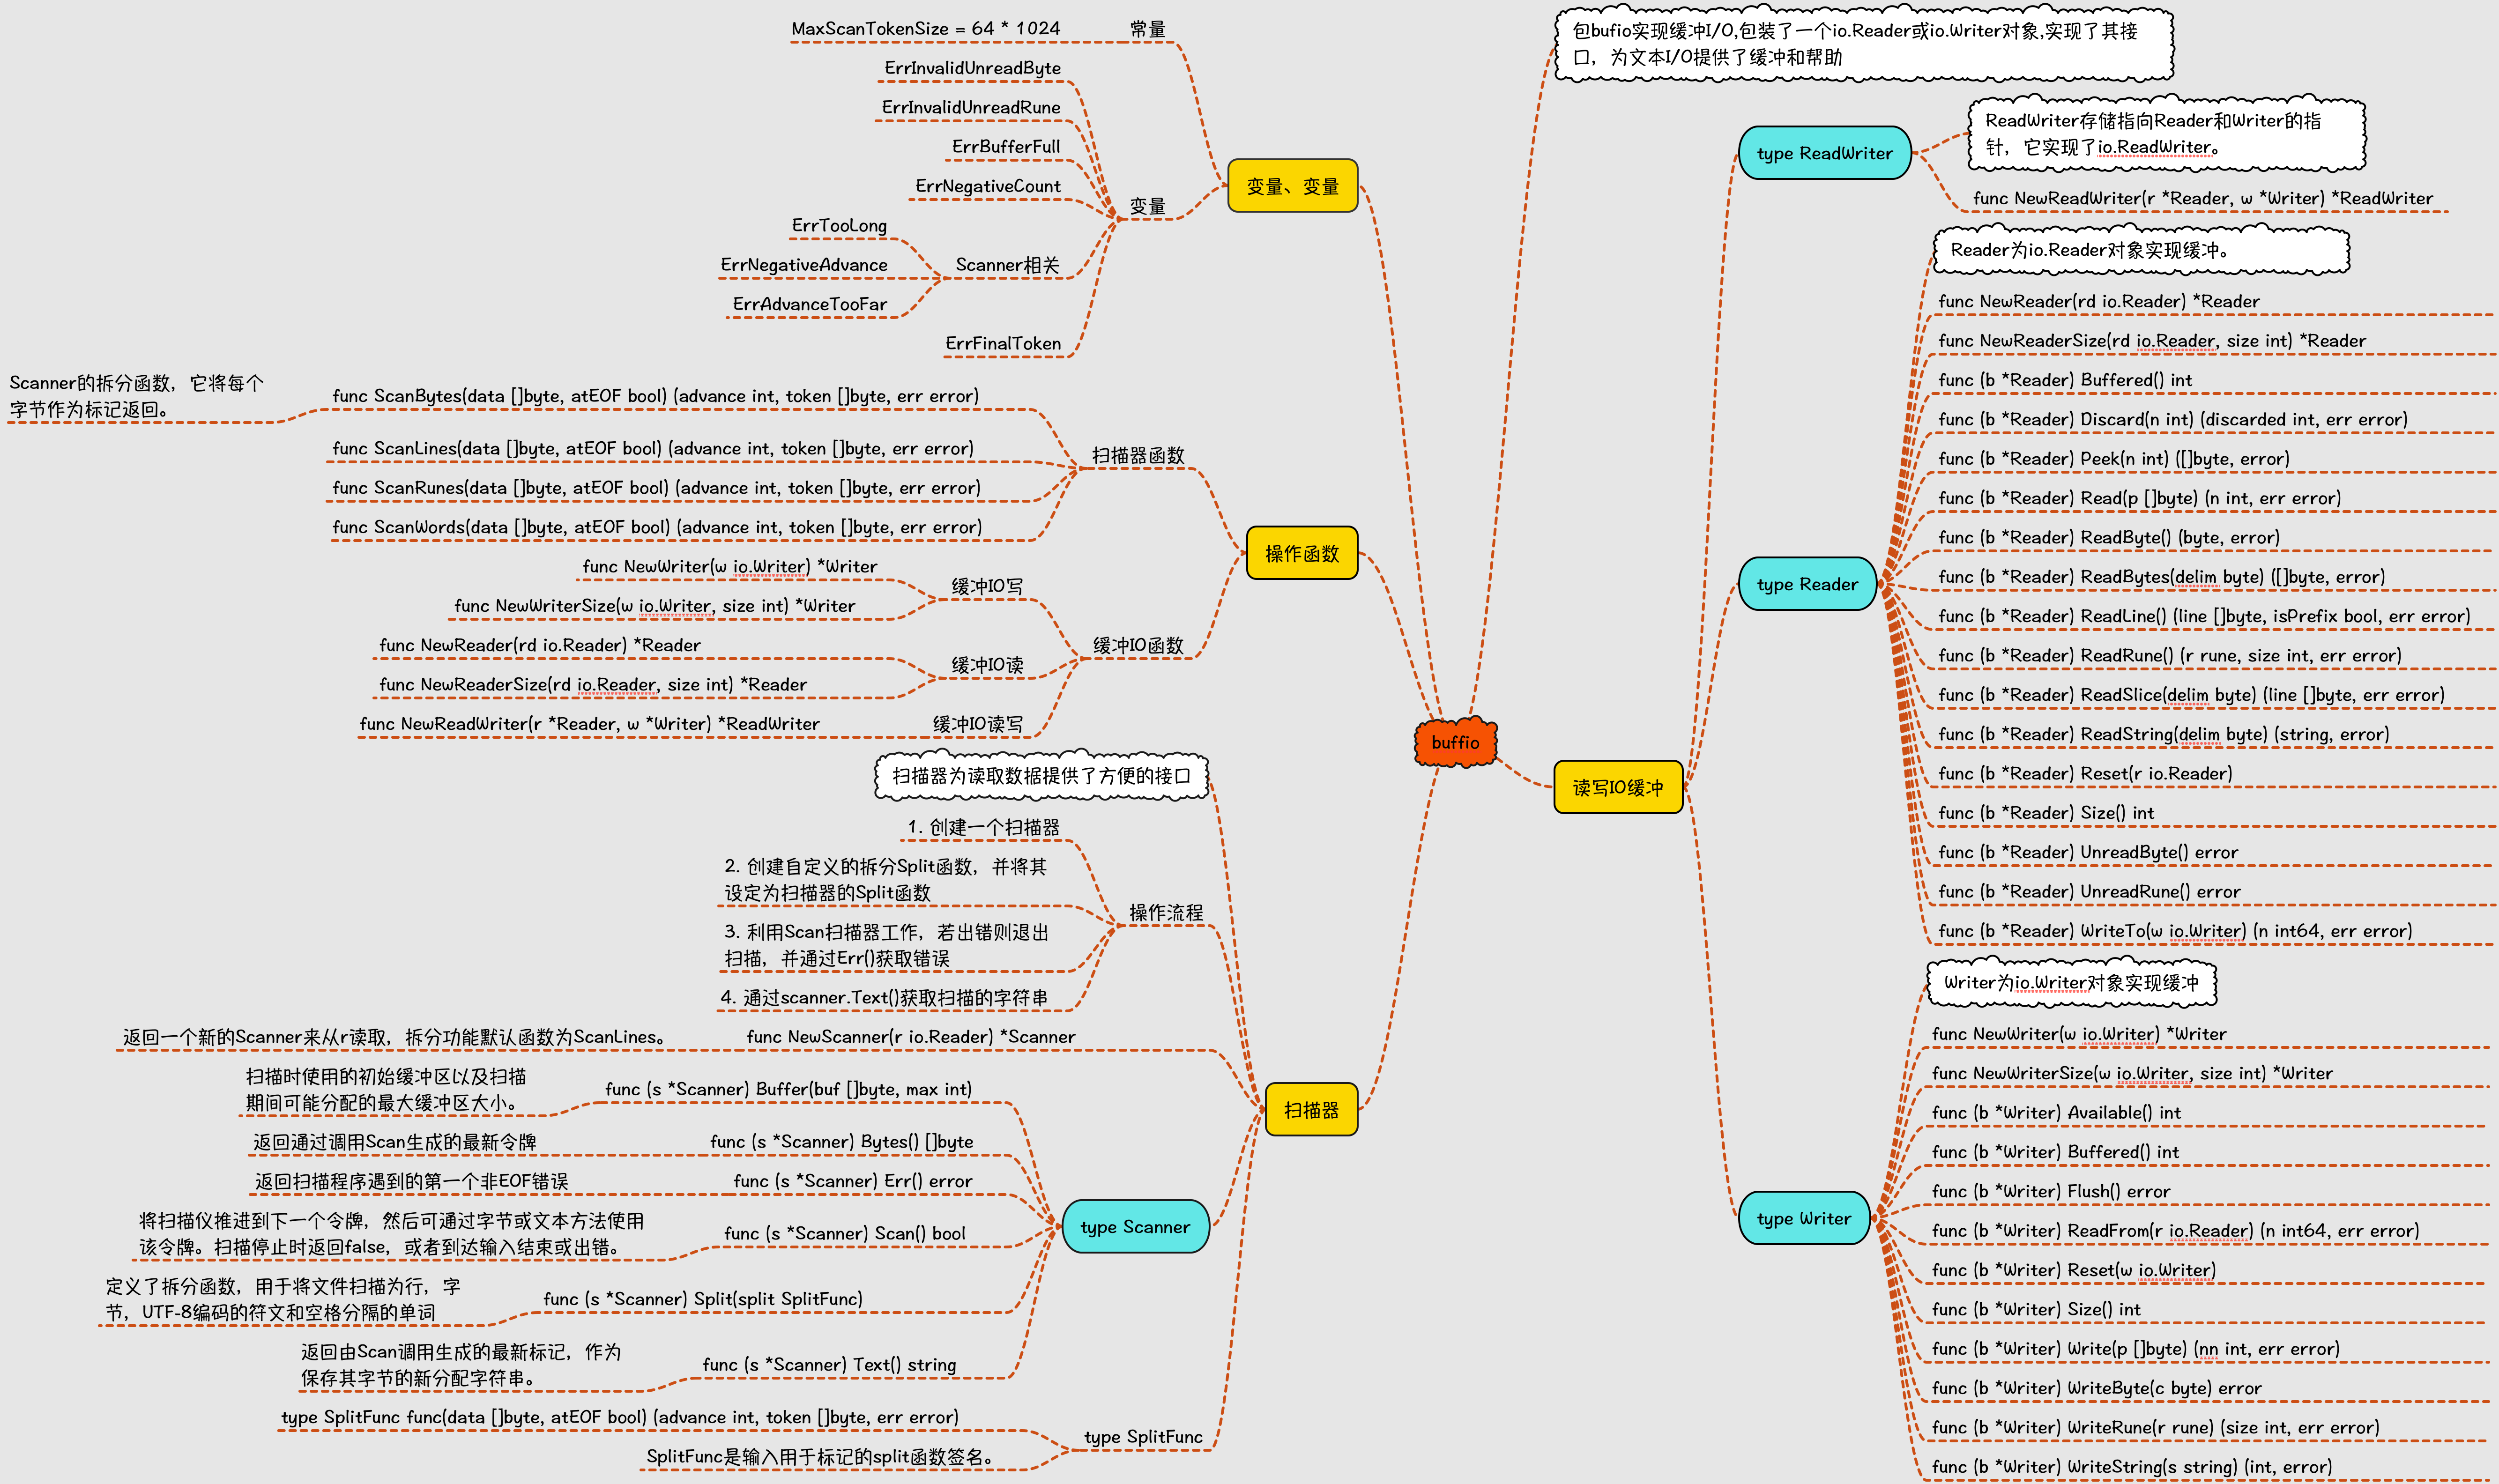 buffio
包bufio实现缓冲I/O,包装了一个io.Reader或io.Writer对象,实现了其接
口，为文本I/O提供了缓冲和帮助
变量、变量
常量
MaxScanTokenSize = 64 * 1024
变量
ErrInvalidUnreadByte
ErrInvalidUnreadRune
ErrBufferFull
ErrNegativeCount
Scanner相关
ErrTooLong
ErrNegativeAdvance
ErrAdvanceTooFar
ErrFinalToken
操作函数
扫描器函数
func ScanBytes(data []byte, atEOF bool) (advance int, token []byte, err error)
Scanner的拆分函数，它将每个
字节作为标记返回。
func ScanLines(data []byte, atEOF bool) (advance int, token []byte, err error)
func ScanRunes(data []byte, atEOF bool) (advance int, token []byte, err error)
func ScanWords(data []byte, atEOF bool) (advance int, token []byte, err error)
缓冲IO函数
缓冲IO写
func NewWriter(w io.Writer) *Writer
func NewWriterSize(w io.Writer, size int) *Writer
缓冲IO读
func NewReader(rd io.Reader) *Reader
func NewReaderSize(rd io.Reader, size int) *Reader
缓冲IO读写
func NewReadWriter(r *Reader, w *Writer) *ReadWriter
扫描器
扫描器为读取数据提供了方便的接口
操作流程
1. 创建一个扫描器
2. 创建自定义的拆分Split函数，并将其
设定为扫描器的Split函数
3. 利用Scan扫描器工作，若出错则退出
扫描，并通过Err()获取错误
4. 通过scanner.Text()获取扫描的字符串
func NewScanner(r io.Reader) *Scanner
返回一个新的Scanner来从r读取，拆分功能默认函数为ScanLines。
type Scanner
func (s *Scanner) Buffer(buf []byte, max int)
扫描时使用的初始缓冲区以及扫描
期间可能分配的最大缓冲区大小。
func (s *Scanner) Bytes() []byte
返回通过调用Scan生成的最新令牌
func (s *Scanner) Err() error
返回扫描程序遇到的第一个非EOF错误
func (s *Scanner) Scan() bool
将扫描仪推进到下一个令牌，然后可通过字节或文本方法使用
该令牌。扫描停止时返回false，或者到达输入结束或出错。
func (s *Scanner) Split(split SplitFunc)
定义了拆分函数，用于将文件扫描为行，字
节，UTF-8编码的符文和空格分隔的单词
func (s *Scanner) Text() string
返回由Scan调用生成的最新标记，作为
保存其字节的新分配字符串。
type SplitFunc
type SplitFunc func(data []byte, atEOF bool) (advance int, token []byte, err error)
SplitFunc是输入用于标记的split函数签名。
读写IO缓冲
type ReadWriter
ReadWriter存储指向Reader和Writer的指
针，它实现了io.ReadWriter。
func NewReadWriter(r *Reader, w *Writer) *ReadWriter
type Reader
Reader为io.Reader对象实现缓冲。
func NewReader(rd io.Reader) *Reader
func NewReaderSize(rd io.Reader, size int) *Reader
func (b *Reader) Buffered() int
func (b *Reader) Discard(n int) (discarded int, err error)
func (b *Reader) Peek(n int) ([]byte, error)
func (b *Reader) Read(p []byte) (n int, err error)
func (b *Reader) ReadByte() (byte, error)
func (b *Reader) ReadBytes(delim byte) ([]byte, error)
func (b *Reader) ReadLine() (line []byte, isPrefix bool, err error)
func (b *Reader) ReadRune() (r rune, size int, err error)
func (b *Reader) ReadSlice(delim byte) (line []byte, err error)
func (b *Reader) ReadString(delim byte) (string, error)
func (b *Reader) Reset(r io.Reader)
func (b *Reader) Size() int
func (b *Reader) UnreadByte() error
func (b *Reader) UnreadRune() error
func (b *Reader) WriteTo(w io.Writer) (n int64, err error)
type Writer
Writer为io.Writer对象实现缓冲
func NewWriter(w io.Writer) *Writer
func NewWriterSize(w io.Writer, size int) *Writer
func (b *Writer) Available() int
func (b *Writer) Buffered() int
func (b *Writer) Flush() error
func (b *Writer) ReadFrom(r io.Reader) (n int64, err error)
func (b *Writer) Reset(w io.Writer)
func (b *Writer) Size() int
func (b *Writer) Write(p []byte) (nn int, err error)
func (b *Writer) WriteByte(c byte) error
func (b *Writer) WriteRune(r rune) (size int, err error)
func (b *Writer) WriteString(s string) (int, error)